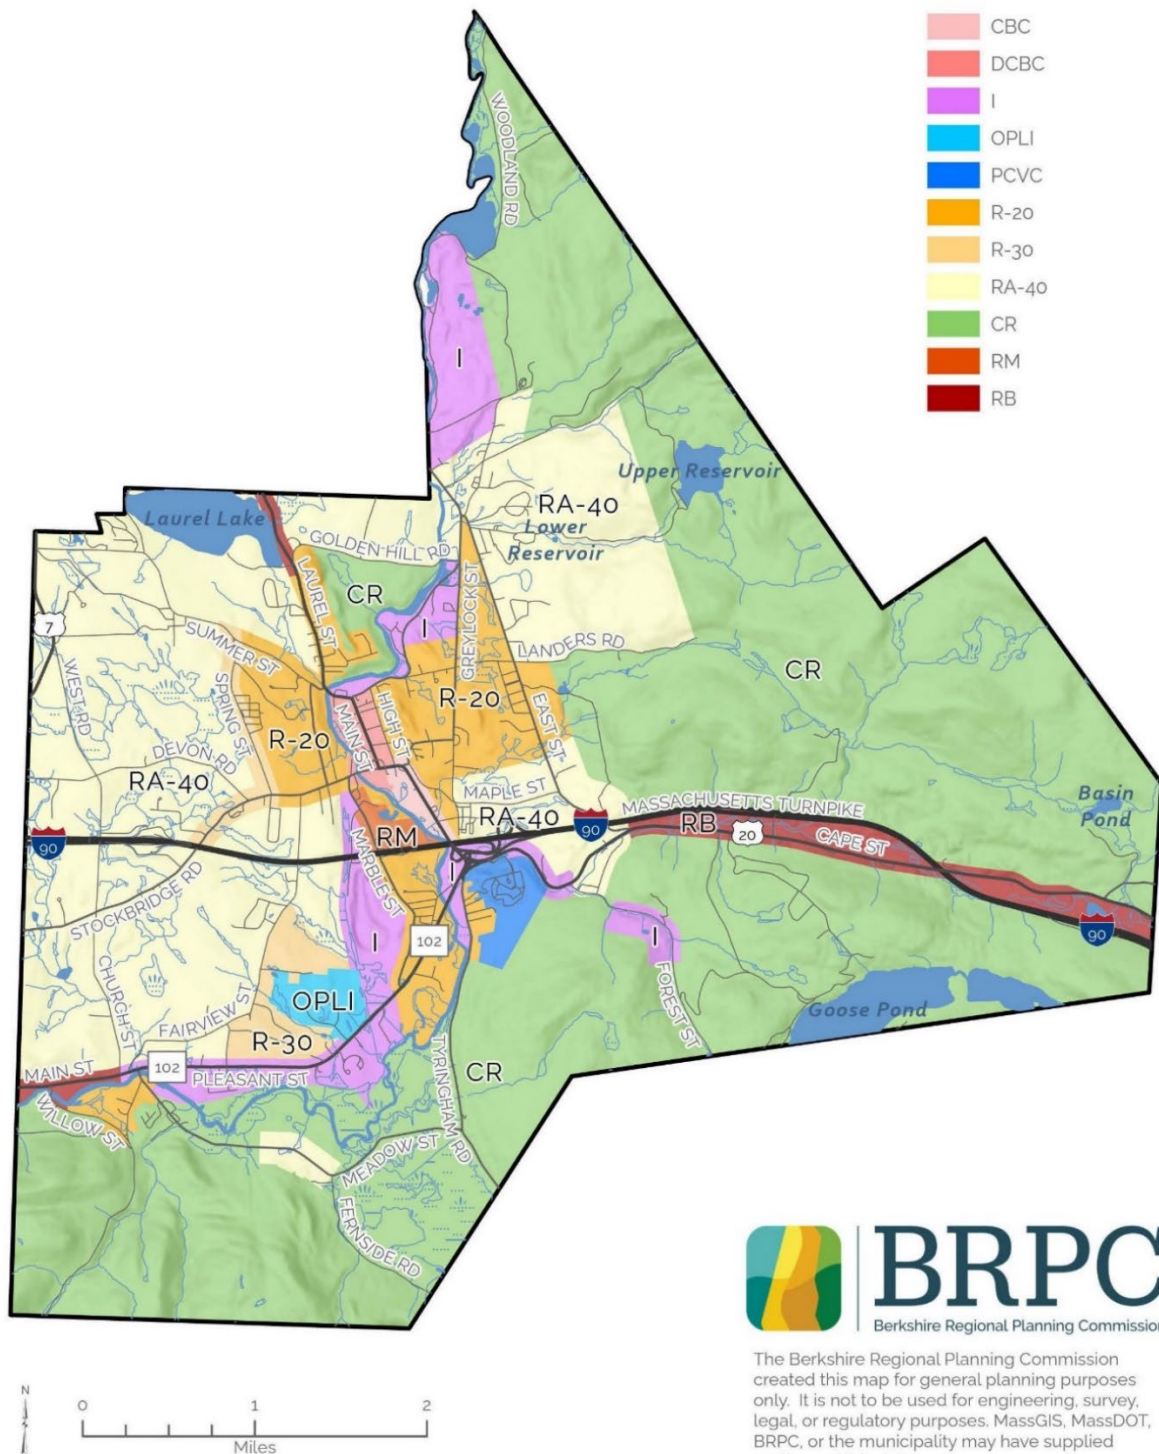 CBC
DCBC
I
OPLI
PCVC
R-20
R-30
RA-40
CR
RM
RB
WOODLAND RD
I
Upper Reservoir
RA-40
Lower
Reservoir
Laurel Lake
GOLDEN HILL RD
LAUREL ST
CR
I
GREYLOCK ST
LANDERS RD
7
SUMMER ST
WEST RD
SPRING ST
R-20
R-20
MAIN ST
HIGH ST
EAST ST
CR
DEVON RD
RA-40
MAPLE ST
RA-40
MASSACHUSETTS TURNPIKE
Basin
Pond
90
90
RB
20
CAPE ST
RM
I
MARBLE ST
STOCKBRIDGE RD
102
I
I
90
FOREST ST
CHURCH ST
OPLI
FAIRVIEW ST
R-30
Goose Pond
TYRINGHAM RD
CR
MAIN ST
102
PLEASANT ST
WILLOW ST
MEADOW ST
FERNSIDE RD
BRPC
Berkshire Regional Planning Commission
The Berkshire Regional Planning Commission
created this map for general planning purposes
only. It is not to be used for engineering, survey,
legal, or regulatory purposes. MassGIS, MassDOT,
BRPC, or the municipality may have supplied
N
0 1 2
Miles